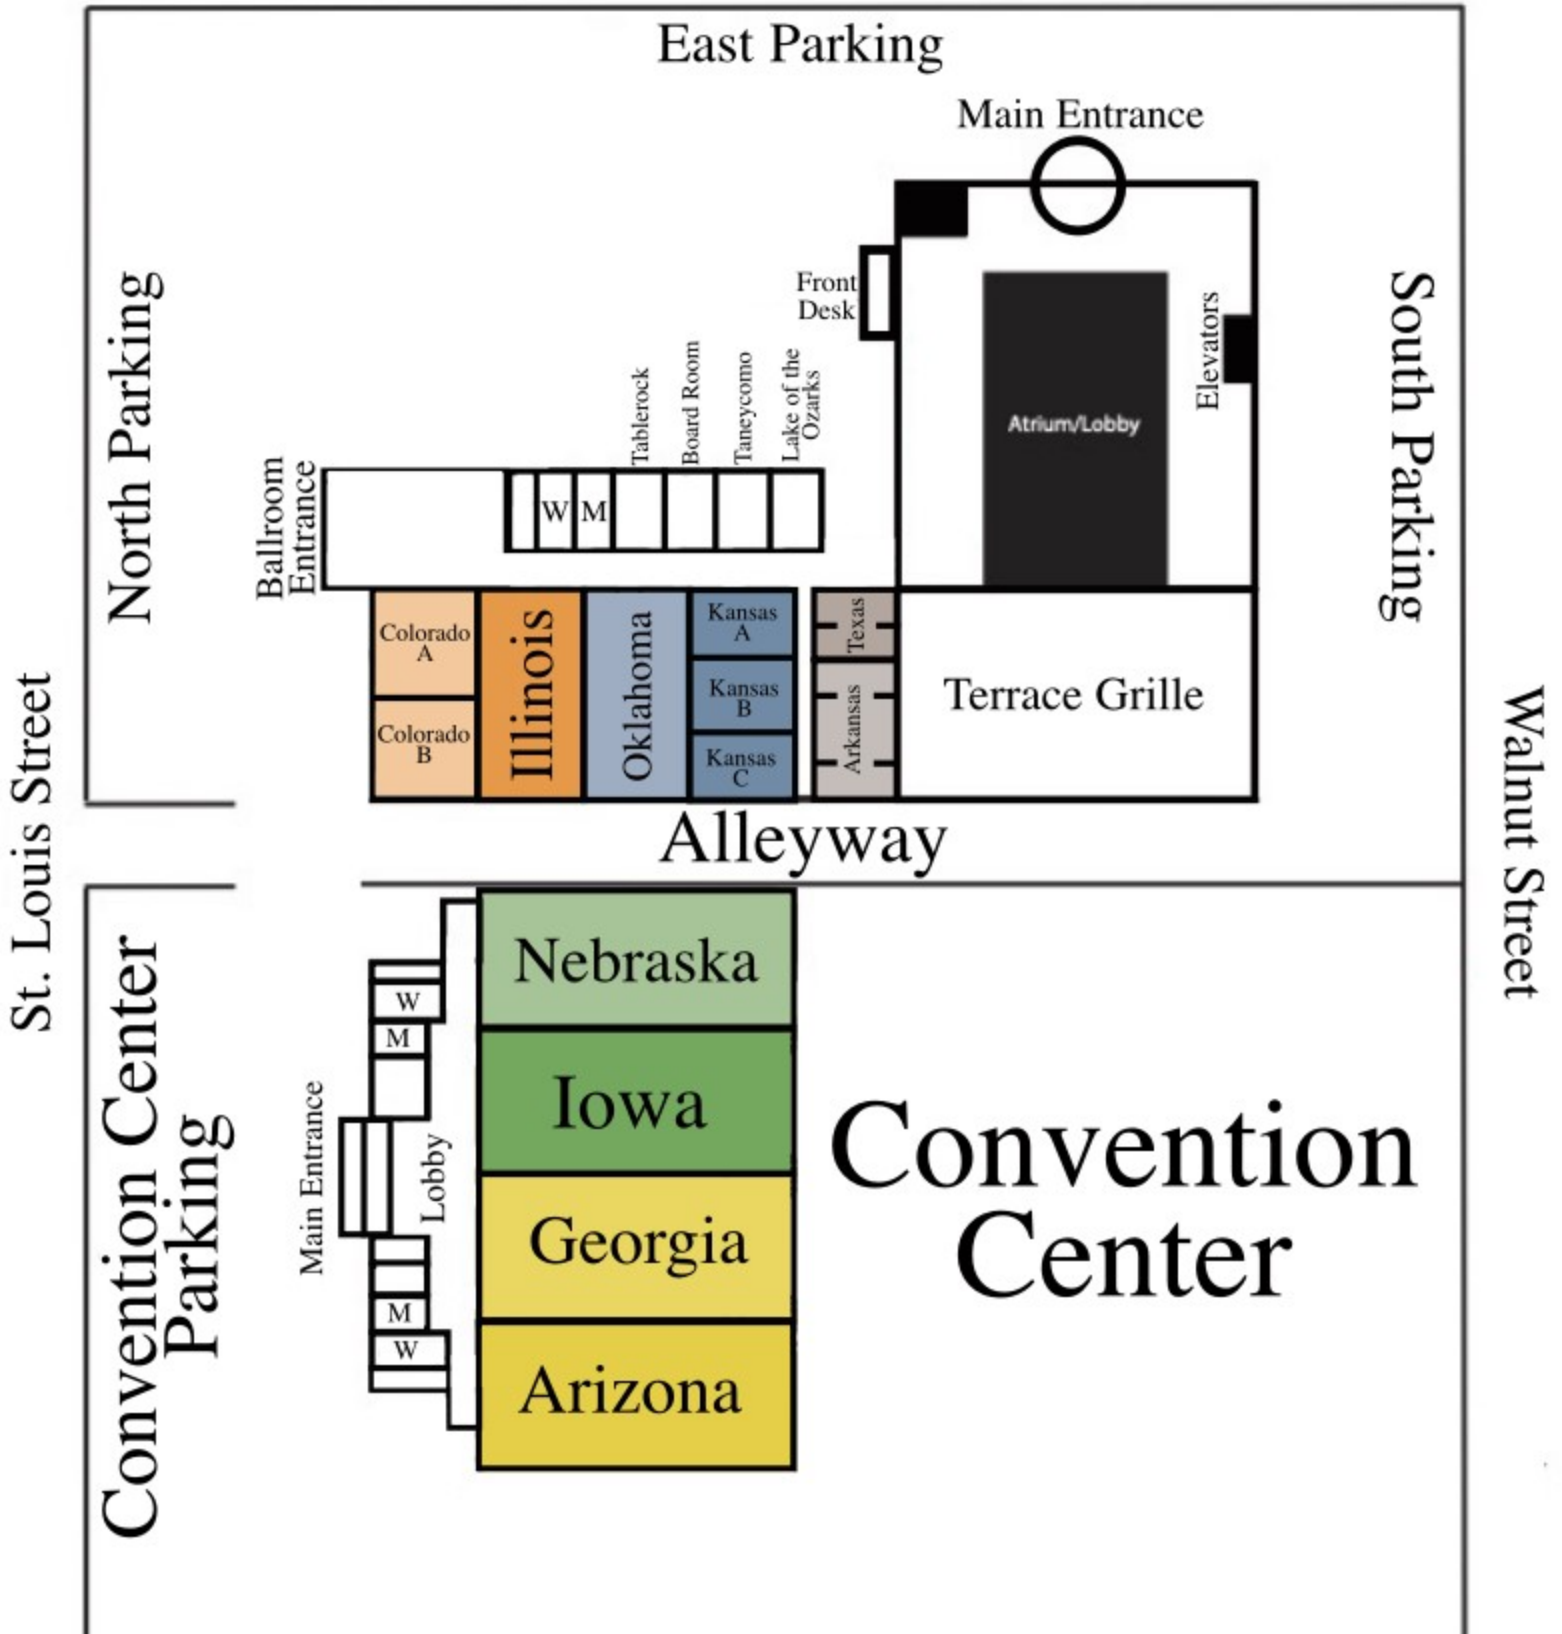 East Parking
Main Entrance
North Parking
Front
Desk
Elevators
South Parking
Atrium/Lobby
Tablerock
Board Room
Taneycomo
Lake of the
Ozarks
Ballroom
Entrance
W
M
Colorado
A
Colorado
B
Illinois
Oklahoma
Kansas
A
Kansas
B
Kansas
C
Texas
Arkansas
Terrace Grille
St. Louis Street
Walnut Street
Alleyway
Convention Center
Parking
W
M
Main Entrance
Lobby
M
W
Nebraska
Iowa
Georgia
Arizona
Convention
Center